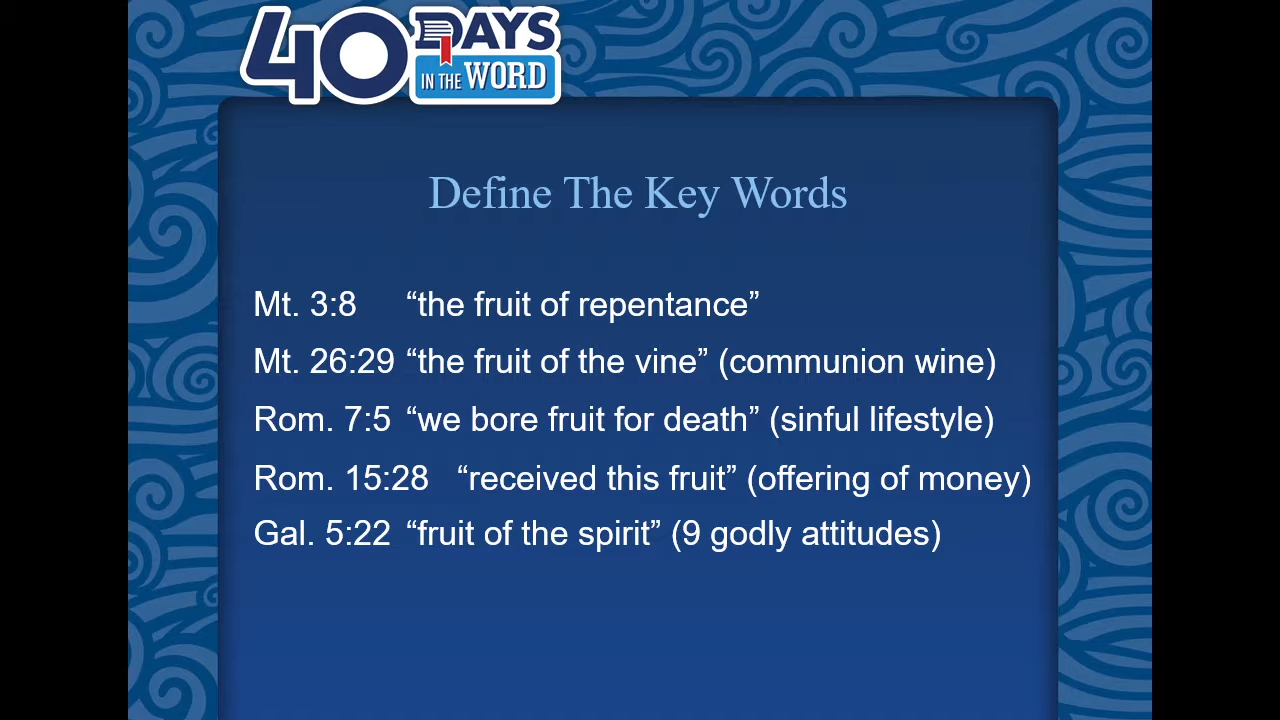 40 DAYS
IN THE WORD
Define The Key Words
Mt. 3:8 “the fruit of repentance”
Mt. 26:29 “the fruit of the vine” (communion wine)
Rom. 7:5 “we bore fruit for death” (sinful lifestyle)
Rom. 15:28 “received this fruit” (offering of money)
Gal. 5:22 “fruit of the spirit” (9 godly attitudes)